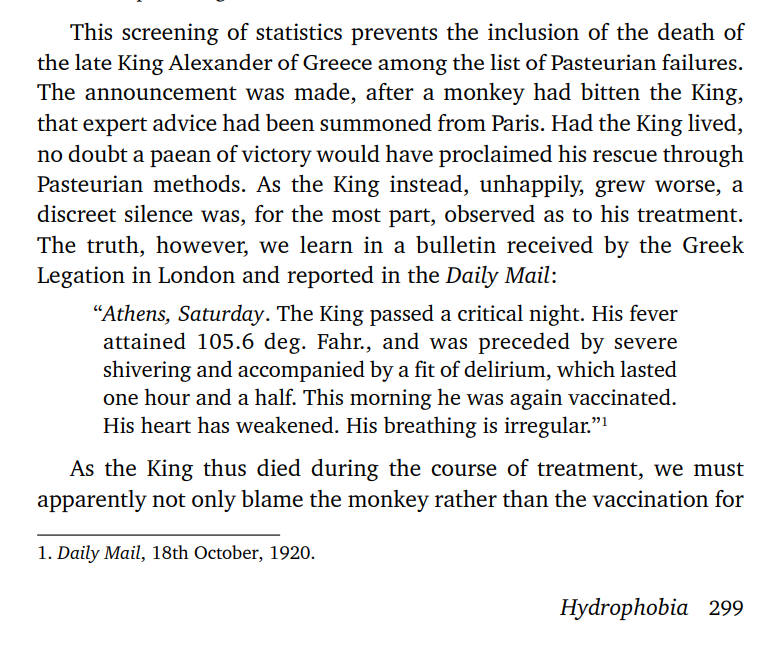 This screening of statistics prevents the inclusion of the death of
the late King Alexander of Greece among the list of Pasteurian failures.
The announcement was made, after a monkey had bitten the King,
that expert advice had been summoned from Paris. Had the King lived,
no doubt a paean of victory would have proclaimed his rescue through
Pasteurian methods. As the King instead, unhappily, grew worse, a
discreet silence was, for the most part, observed as to his treatment.
The truth, however, we learn in a bulletin received by the Greek
Legation in London and reported in the Daily Mail:
“Athens, Saturday. The King passed a critical night. His fever
attained 105.6 deg. Fahr., and was preceded by severe
shivering and accompanied by a fit of delirium, which lasted
one hour and a half. This morning he was again vaccinated.
His heart has weakened. His breathing is irregular.”¹
As the King thus died during the course of treatment, we must
apparently not only blame the monkey rather than the vaccination for
1. Daily Mail, 18th October, 1920.
Hydrophobia 299